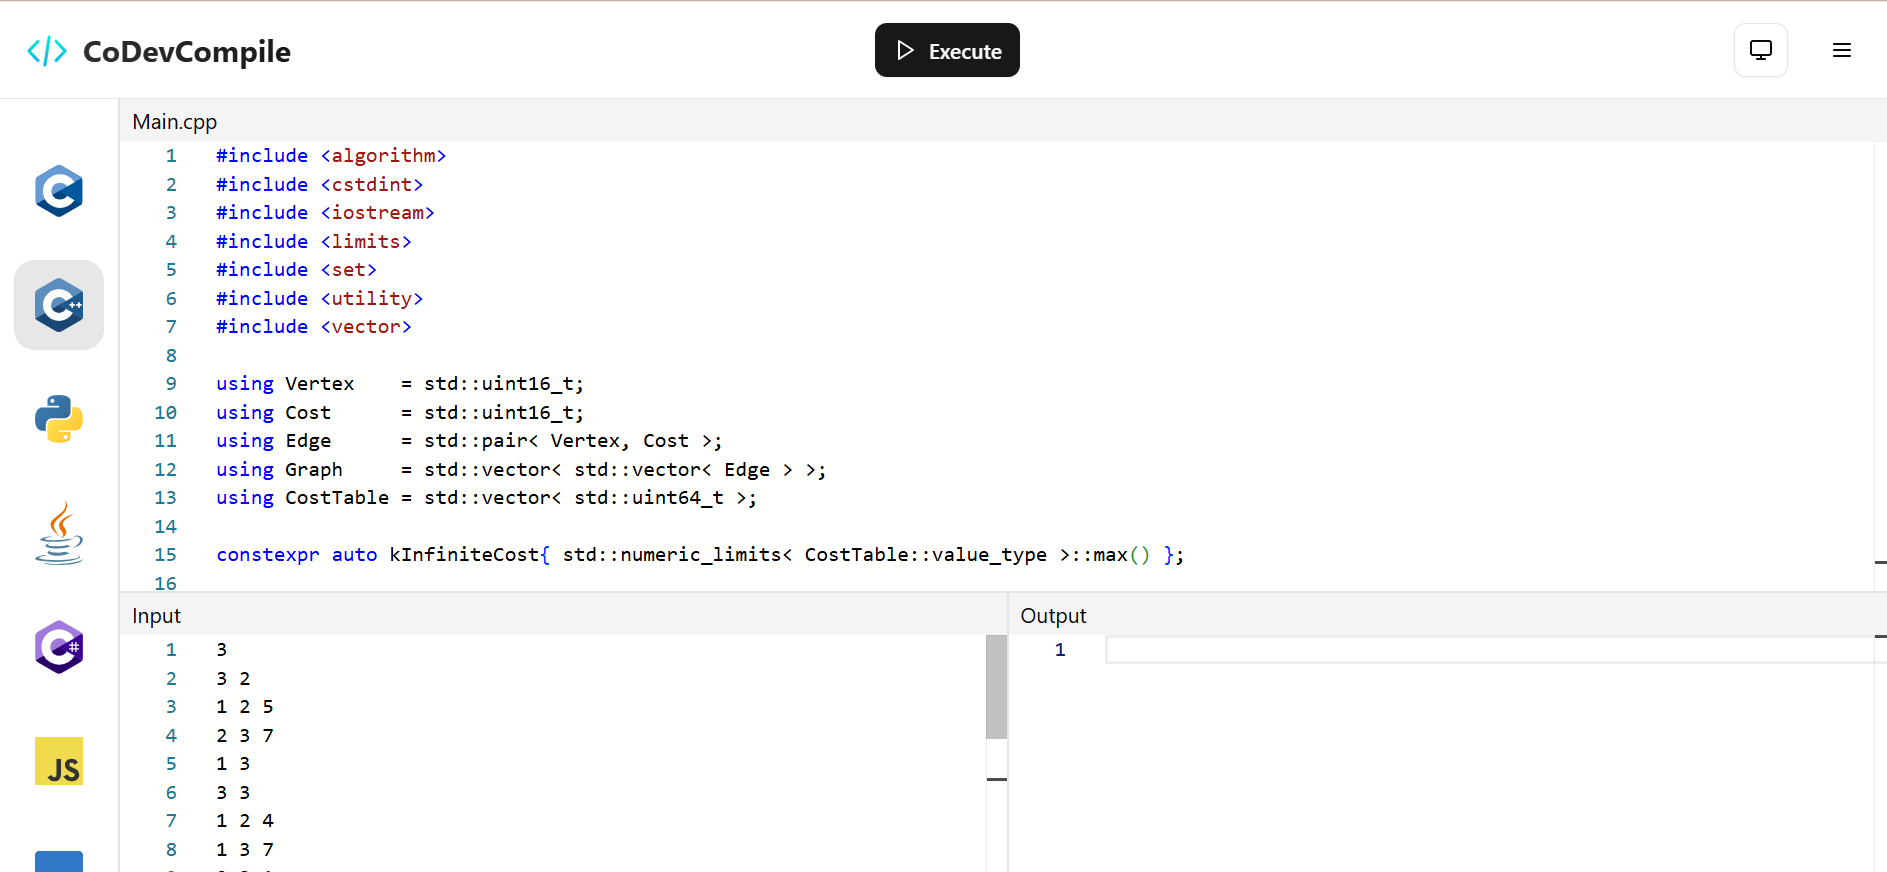 CoDevCompile
Execute
Main.cpp
1 #include <algorithm>
2 #include <cstdint>
3 #include <iostream>
4 #include <limits>
5 #include <set>
6 #include <utility>
7 #include <vector>
8
9 using Vertex    = std::uint16_t;
10 using Cost      = std::uint16_t;
11 using Edge      = std::pair< Vertex, Cost >;
12 using Graph     = std::vector< std::vector< Edge > >;
13 using CostTable = std::vector< std::uint64_t >;
14
15 constexpr auto kInfiniteCost{ std::numeric_limits< CostTable::value_type >::max() };
16
Input
1 3
2 3 2
3 1 2 5
4 2 3 7
5 1 3
6 3 3
7 1 2 4
8 1 3 7
Output
1
C
C++
C#
JS